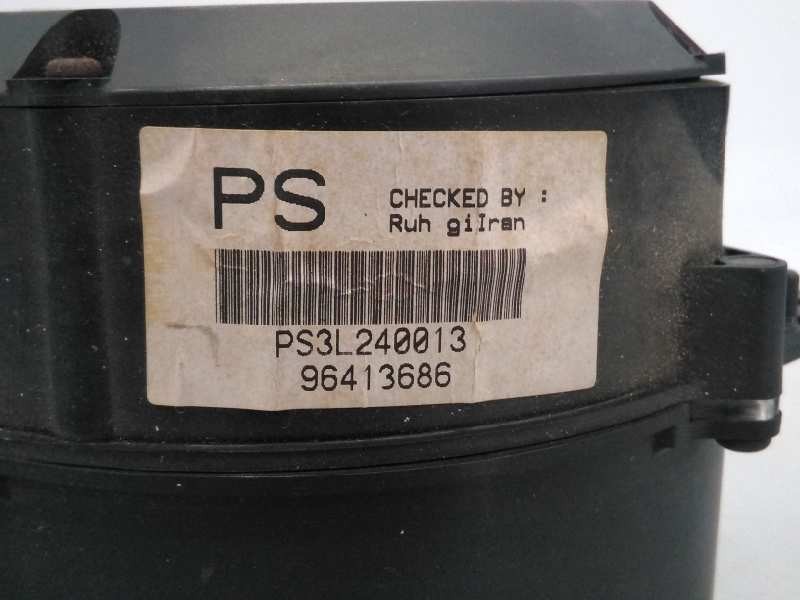 PS
CHECKED BY :
Ruh giIran
PS3L240013
96413686